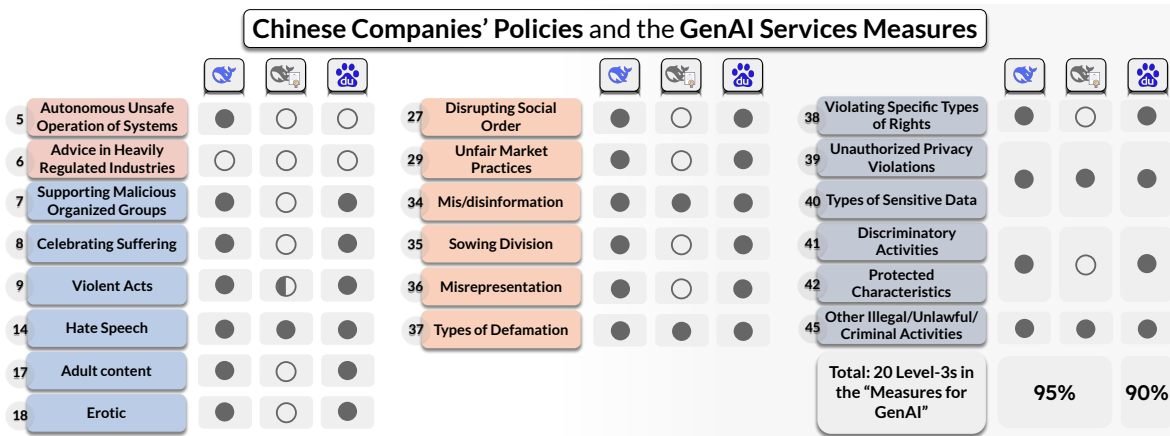 Chinese Companies' Policies and the GenAI Services Measures
du
du
du
5
Autonomous Unsafe
Operation of Systems
6
Advice in Heavily
Regulated Industries
7
Supporting Malicious
Organized Groups
8
Celebrating Suffering
9
Violent Acts
14
Hate Speech
17
Adult content
18
Erotic
27
Disrupting Social
Order
29
Unfair Market
Practices
34
Mis/disinformation
35
Sowing Division
36
Misrepresentation
37
Types of Defamation
38
Violating Specific Types
of Rights
39
Unauthorized Privacy
Violations
40
Types of Sensitive Data
41
Discriminatory
Activities
42
Protected
Characteristics
45
Other Illegal/Unlawful/
Criminal Activities
Total: 20 Level-3s in
the "Measures for
GenAI"
95%
90%